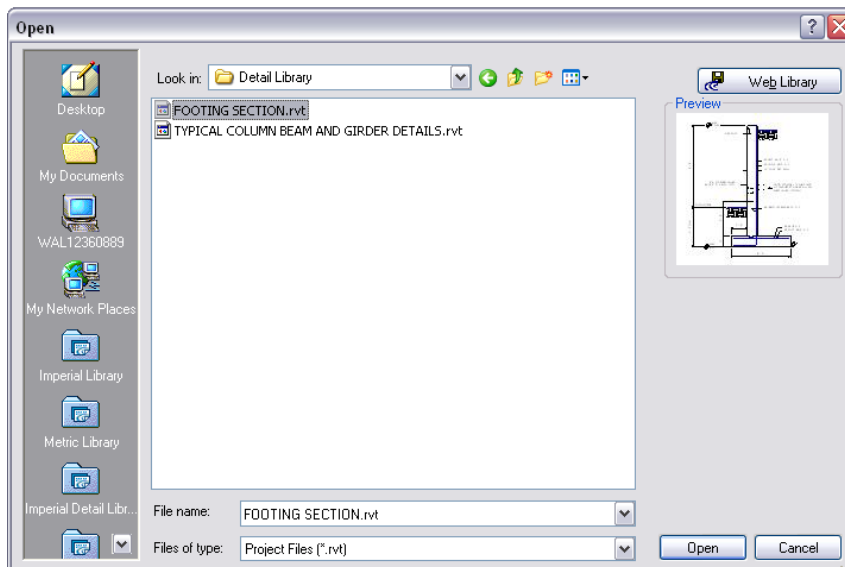 Open
Desktop
My Documents
WAL12360889
My Network Places
Imperial Library
Metric Library
Imperial Detail Libr...
Look in: Detail Library
FOOTING SECTION.rvt
TYPICAL COLUMN BEAM AND GIRDER DETAILS.rvt
File name: FOOTING SECTION.rvt
Files of type: Project Files (*.rvt)
Web Library
Preview
Open Cancel